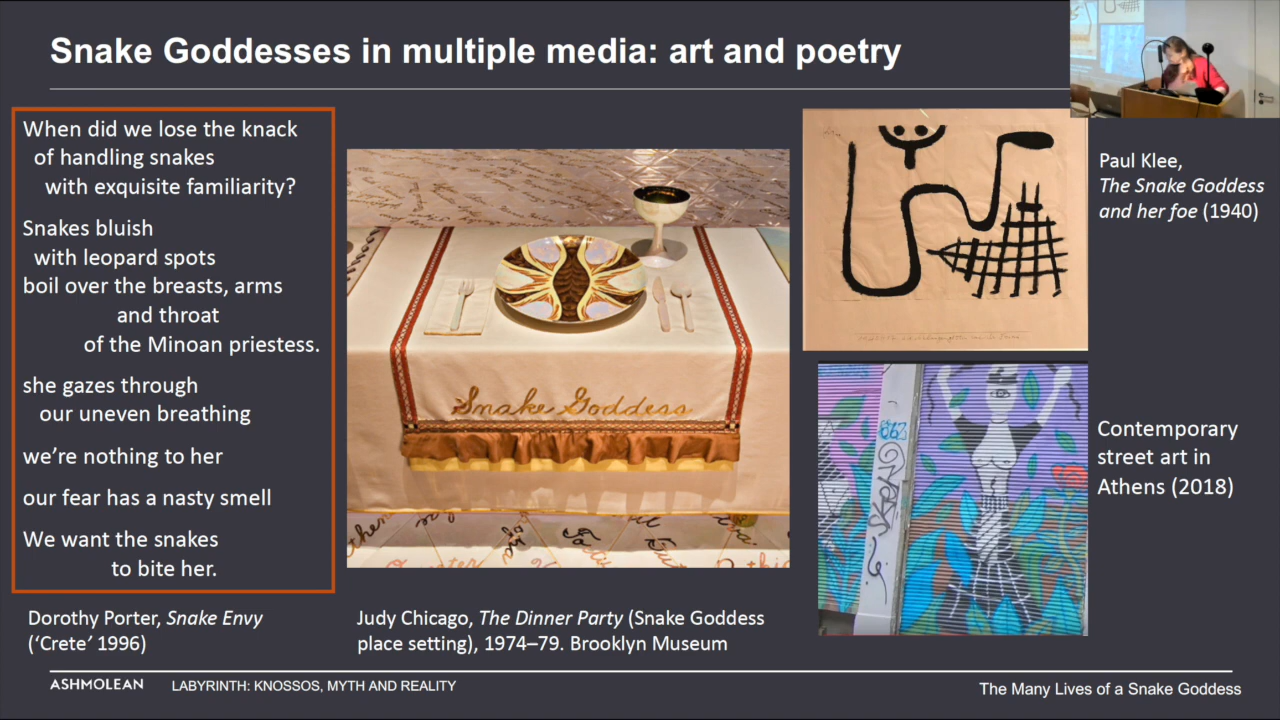 Snake Goddesses in multiple media: art and poetry
When did we lose the knack
of handling snakes
with exquisite familiarity?
Snakes bluish
with leopard spots
boil over the breasts, arms
and throat
of the Minoan priestess.
she gazes through
our uneven breathing
we’re nothing to her
our fear has a nasty smell
We want the snakes
to bite her.
Dorothy Porter, Snake Envy
(‘Crete’ 1996)
Snake Goddess
Judy Chicago, The Dinner Party (Snake Goddess
place setting), 1974–79. Brooklyn Museum
Paul Klee,
The Snake Goddess
and her foe (1940)
Contemporary
street art in
Athens (2018)
ASHMOLEAN
LABYRINTH: KNOSSOS, MYTH AND REALITY
The Many Lives of a Snake Goddess